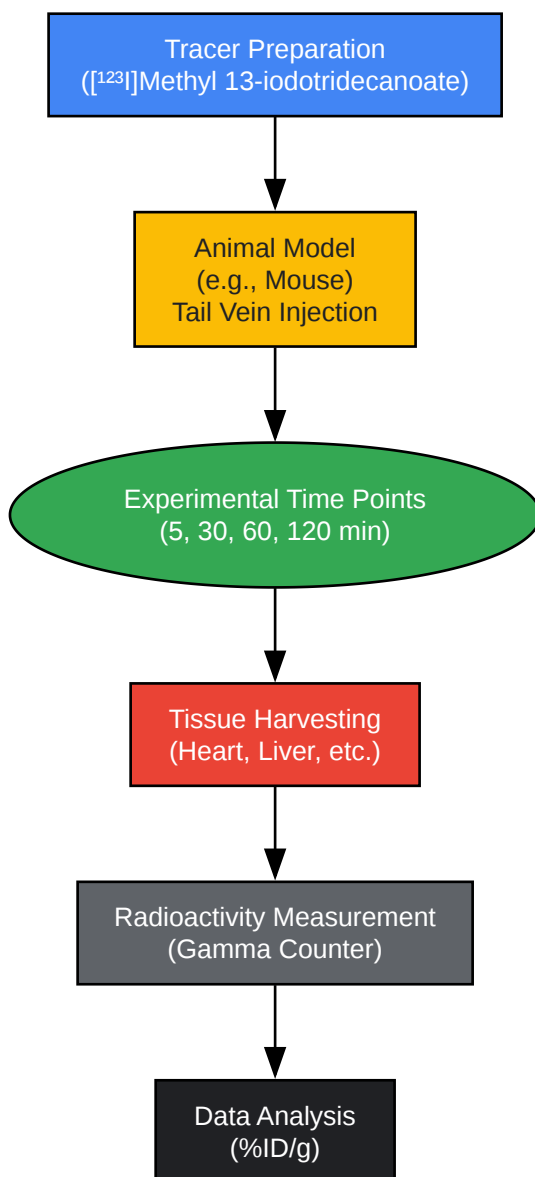 Tracer Preparation
([¹²³I]Methyl 13-iodotridecanoate)
Animal Model
(e.g., Mouse)
Tail Vein Injection
Experimental Time Points
(5, 30, 60, 120 min)
Tissue Harvesting
(Heart, Liver, etc.)
Radioactivity Measurement
(Gamma Counter)
Data Analysis
(%ID/g)